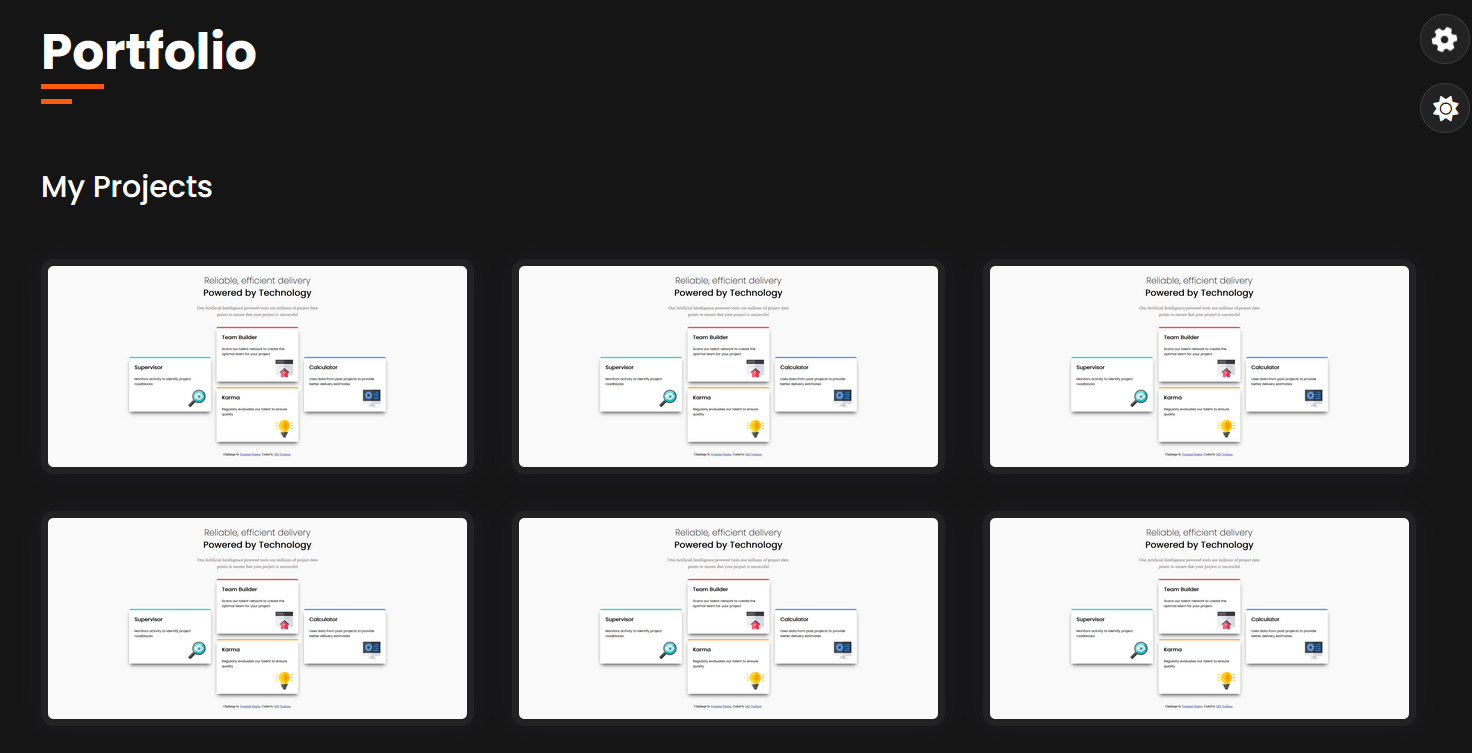 Portfolio
My Projects
Reliable, efficient delivery
Powered by Technology
Our Artificial Intelligence powered tools use millions of project data
points to ensure that your project is successful
Supervisor
Monitors activity to identify project
roadblocks
Team Builder
Scans our talent network to create the
optimal team for your project
Karma
Regularly evaluates our talent to ensure
quality
Calculator
Uses data from past projects to provide
better delivery estimates
Challenge by Frontend Mentor. Coded by
Reliable, efficient delivery
Powered by Technology
Our Artificial Intelligence powered tools use millions of project data
points to ensure that your project is successful
Supervisor
Monitors activity to identify project
roadblocks
Team Builder
Scans our talent network to create the
optimal team for your project
Karma
Regularly evaluates our talent to ensure
quality
Calculator
Uses data from past projects to provide
better delivery estimates
Challenge by Frontend Mentor. Coded by
Reliable, efficient delivery
Powered by Technology
Our Artificial Intelligence powered tools use millions of project data
points to ensure that your project is successful
Supervisor
Monitors activity to identify project
roadblocks
Team Builder
Scans our talent network to create the
optimal team for your project
Karma
Regularly evaluates our talent to ensure
quality
Calculator
Uses data from past projects to provide
better delivery estimates
Challenge by Frontend Mentor. Coded by
Reliable, efficient delivery
Powered by Technology
Our Artificial Intelligence powered tools use millions of project data
points to ensure that your project is successful
Supervisor
Monitors activity to identify project
roadblocks
Team Builder
Scans our talent network to create the
optimal team for your project
Karma
Regularly evaluates our talent to ensure
quality
Calculator
Uses data from past projects to provide
better delivery estimates
Challenge by Frontend Mentor. Coded by
Reliable, efficient delivery
Powered by Technology
Our Artificial Intelligence powered tools use millions of project data
points to ensure that your project is successful
Supervisor
Monitors activity to identify project
roadblocks
Team Builder
Scans our talent network to create the
optimal team for your project
Karma
Regularly evaluates our talent to ensure
quality
Calculator
Uses data from past projects to provide
better delivery estimates
Challenge by Frontend Mentor. Coded by
Reliable, efficient delivery
Powered by Technology
Our Artificial Intelligence powered tools use millions of project data
points to ensure that your project is successful
Supervisor
Monitors activity to identify project
roadblocks
Team Builder
Scans our talent network to create the
optimal team for your project
Karma
Regularly evaluates our talent to ensure
quality
Calculator
Uses data from past projects to provide
better delivery estimates
Challenge by Frontend Mentor. Coded by